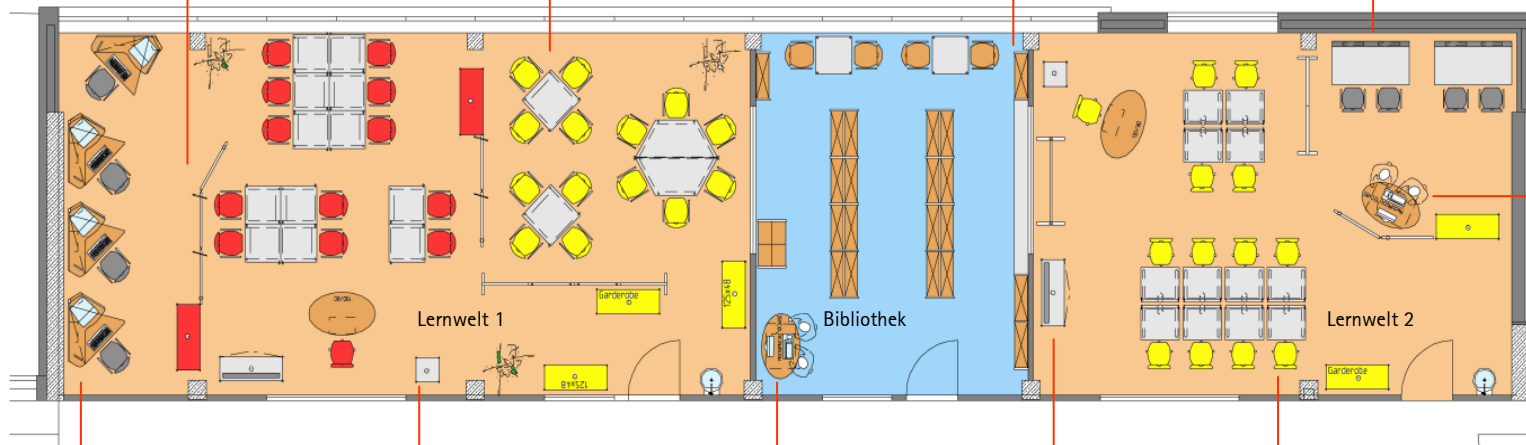 Garderobe
125x48
Lernwelt 1
Bibliothek
Lernwelt 2
125x48
Garderobe